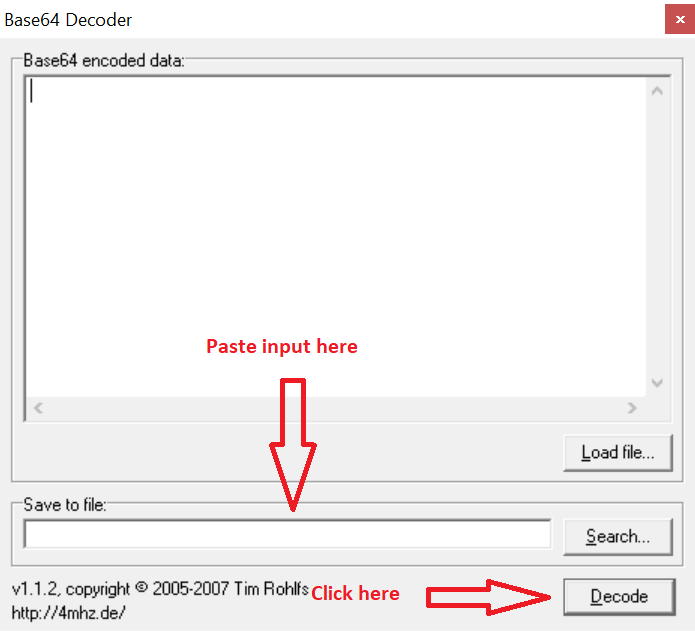 Base64 Decoder
Base64 encoded data:
Paste input here
Load file...
Save to file:
Search...
v1.1.2, copyright © 2005-2007 Tim Rohlfs
Click here
Decode
http://4mhz.de/